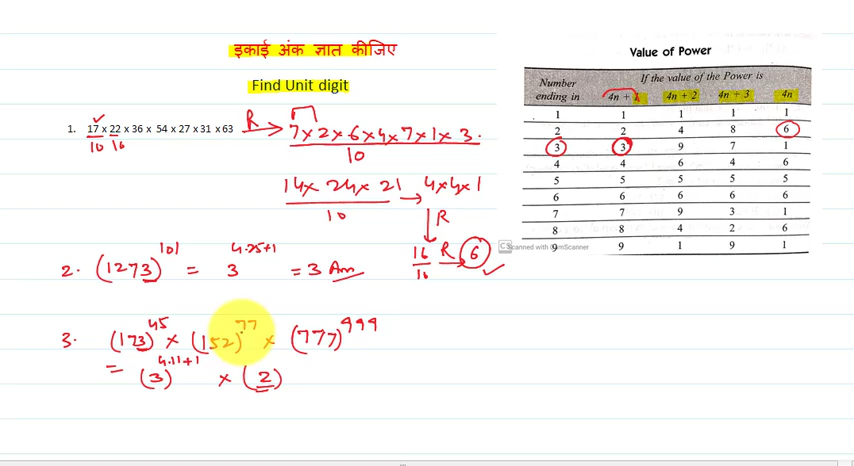 इकाई अंक ज्ञात कीजिए
Find Unit digit
1. 17 x 22 x 36 x 54 x 27 x 31 x 63 R→ 7×2×6×4×7×1×3.
10 10 10
14× 24× 21 → 4×4×1
10
R
16 R→ 6 ✓
10
2. (1273)^101 = 3^4.25+1 = 3 Ans
3. (173)^45 × (152)^77 × (777)^999
= (3)^4.11+1 × (2)
Value of Power
Number ending in If the value of the Power is
4n + 1 4n + 2 4n + 3 4n
1 1 1 1 1
2 2 4 8 6
3 3 9 7 1
4 4 6 4 6
5 5 5 5 5
6 6 6 6 6
7 7 9 3 1
8 8 4 2 6
9 9 1 9 1
CS Scanned with CamScanner